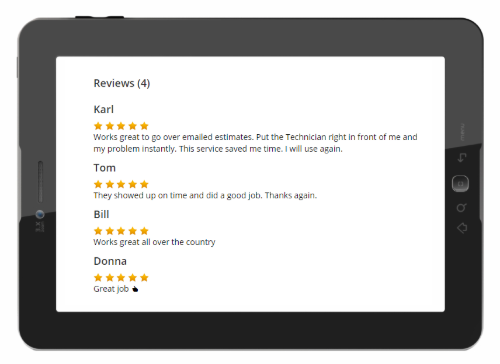 Reviews (4)
Karl
Works great to go over emailed estimates. Put the Technician right in front of me and
my problem instantly. This service saved me time. I will use again.
Tom
They showed up on time and did a good job. Thanks again.
Bill
Works great all over the country
Donna
Great job